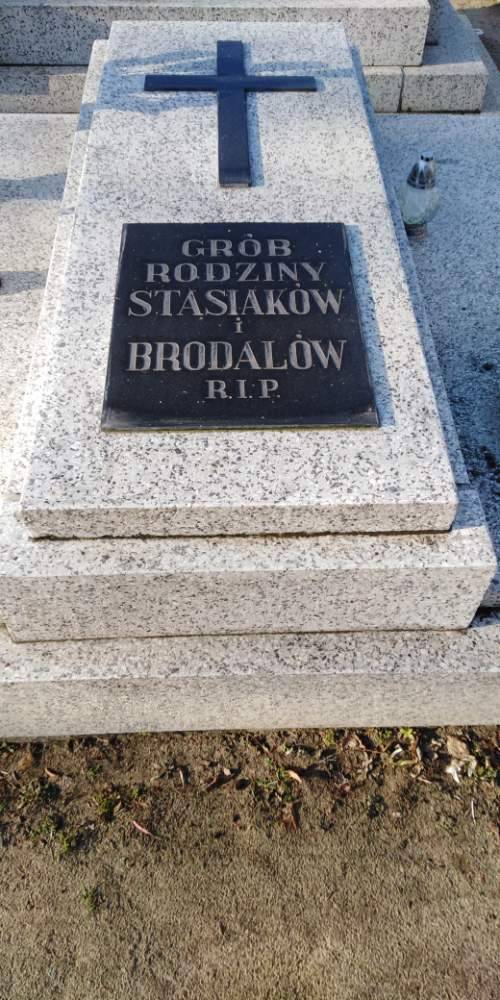 GRÓB
RODZINY
STASIAKÓW
i
BRODALÓW
R.I.P.